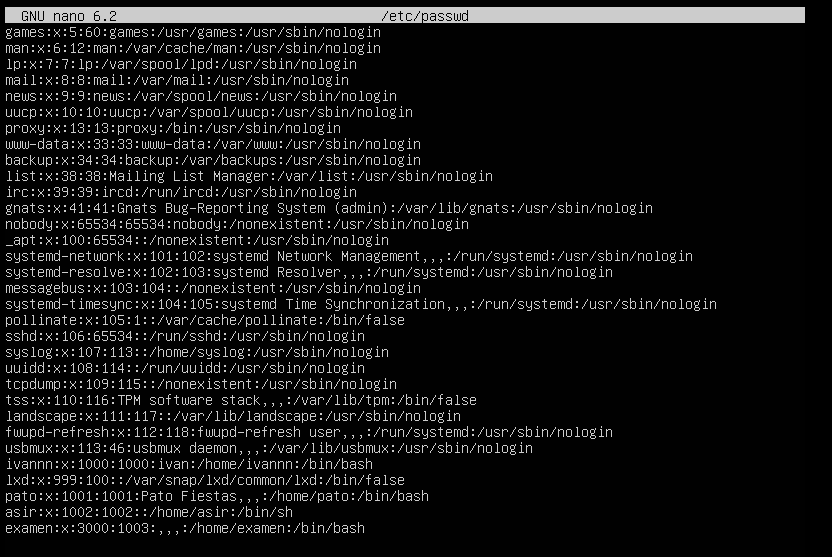 GNU nano 6.2 /etc/passwd
games:x:5:60:games:/usr/games:/usr/sbin/nologin
man:x:6:12:man:/var/cache/man:/usr/sbin/nologin
lp:x:7:7:lp:/var/spool/lpd:/usr/sbin/nologin
mail:x:8:8:mail:/var/mail:/usr/sbin/nologin
news:x:9:9:news:/var/spool/news:/usr/sbin/nologin
uucp:x:10:10:uucp:/var/spool/uucp:/usr/sbin/nologin
proxy:x:13:13:proxy:/bin:/usr/sbin/nologin
www-data:x:33:33:www-data:/var/www:/usr/sbin/nologin
backup:x:34:34:backup:/var/backups:/usr/sbin/nologin
list:x:38:38:Mailing List Manager:/var/list:/usr/sbin/nologin
irc:x:39:39:ircd:/run/ircd:/usr/sbin/nologin
gnats:x:41:41:Gnats Bug-Reporting System (admin):/var/lib/gnats:/usr/sbin/nologin
nobody:x:65534:65534:nobody:/nonexistent:/usr/sbin/nologin
_apt:x:100:65534::/nonexistent:/usr/sbin/nologin
systemd-network:x:101:102:systemd Network Management,,,:/run/systemd:/usr/sbin/nologin
systemd-resolve:x:102:103:systemd Resolver,,,:/run/systemd:/usr/sbin/nologin
messagebus:x:103:104::/nonexistent:/usr/sbin/nologin
systemd-timesync:x:104:105:systemd Time Synchronization,,,:/run/systemd:/usr/sbin/nologin
pollinate:x:105:1::/var/cache/pollinate:/bin/false
sshd:x:106:65534::/run/sshd:/usr/sbin/nologin
syslog:x:107:113::/home/syslog:/usr/sbin/nologin
uuidd:x:108:114::/run/uuidd:/usr/sbin/nologin
tcpdump:x:109:115::/nonexistent:/usr/sbin/nologin
tss:x:110:116:TPM software stack,,,:/var/lib/tpm:/bin/false
landscape:x:111:117::/var/lib/landscape:/usr/sbin/nologin
fwupd-refresh:x:112:118:fwupd-refresh user,,,:/run/systemd:/usr/sbin/nologin
usbmux:x:113:46:usbmux daemon,,,:/var/lib/usbmux:/usr/sbin/nologin
ivannn:x:1000:1000:ivan:/home/ivannn:/bin/bash
lxd:x:999:100::/var/snap/lxd/common/lxd:/bin/false
pato:x:1001:1001:Pato Fiestas,,,:/home/pato:/bin/bash
asir:x:1002:1002::/home/asir:/bin/sh
examen:x:3000:1003:,,,:/home/examen:/bin/bash